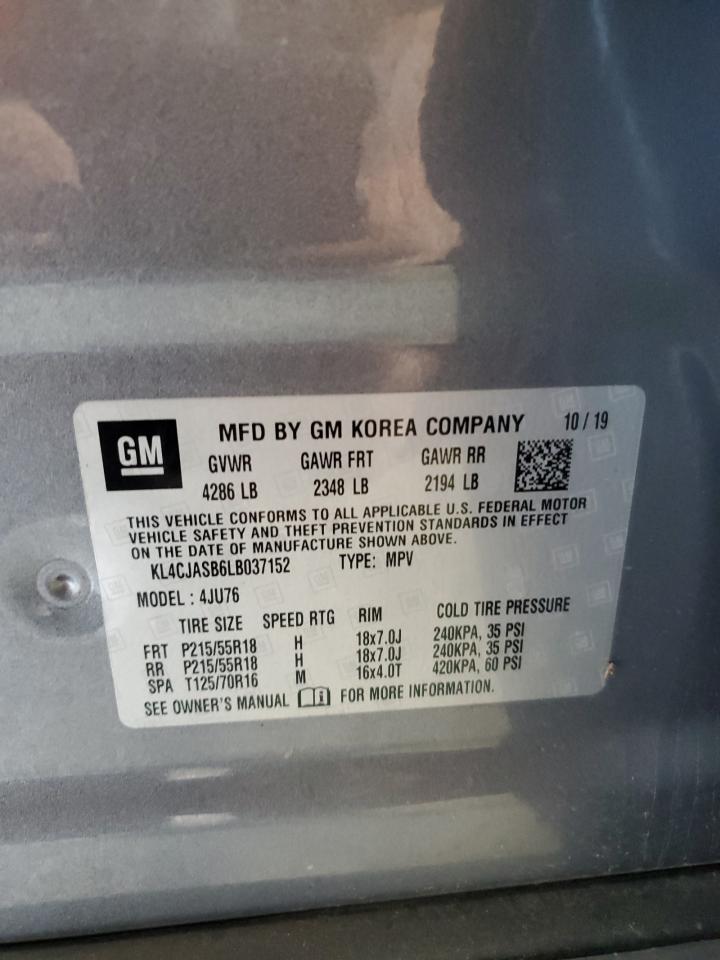 GM
MFD BY GM KOREA COMPANY 10 / 19
GVWR GAWR FRT GAWR RR
4286 LB 2348 LB 2194 LB
THIS VEHICLE CONFORMS TO ALL APPLICABLE U.S. FEDERAL MOTOR
VEHICLE SAFETY AND THEFT PREVENTION STANDARDS IN EFFECT
ON THE DATE OF MANUFACTURE SHOWN ABOVE.
KL4CJASB6LB037152 TYPE: MPV
MODEL : 4JU76
TIRE SIZE SPEED RTG RIM COLD TIRE PRESSURE
FRT P215/55R18 H 18x7.0J 240KPA, 35 PSI
RR P215/55R18 H 18x7.0J 240KPA, 35 PSI
SPA T125/70R16 M 16x4.0T 420KPA, 60 PSI
SEE OWNER'S MANUAL FOR MORE INFORMATION.